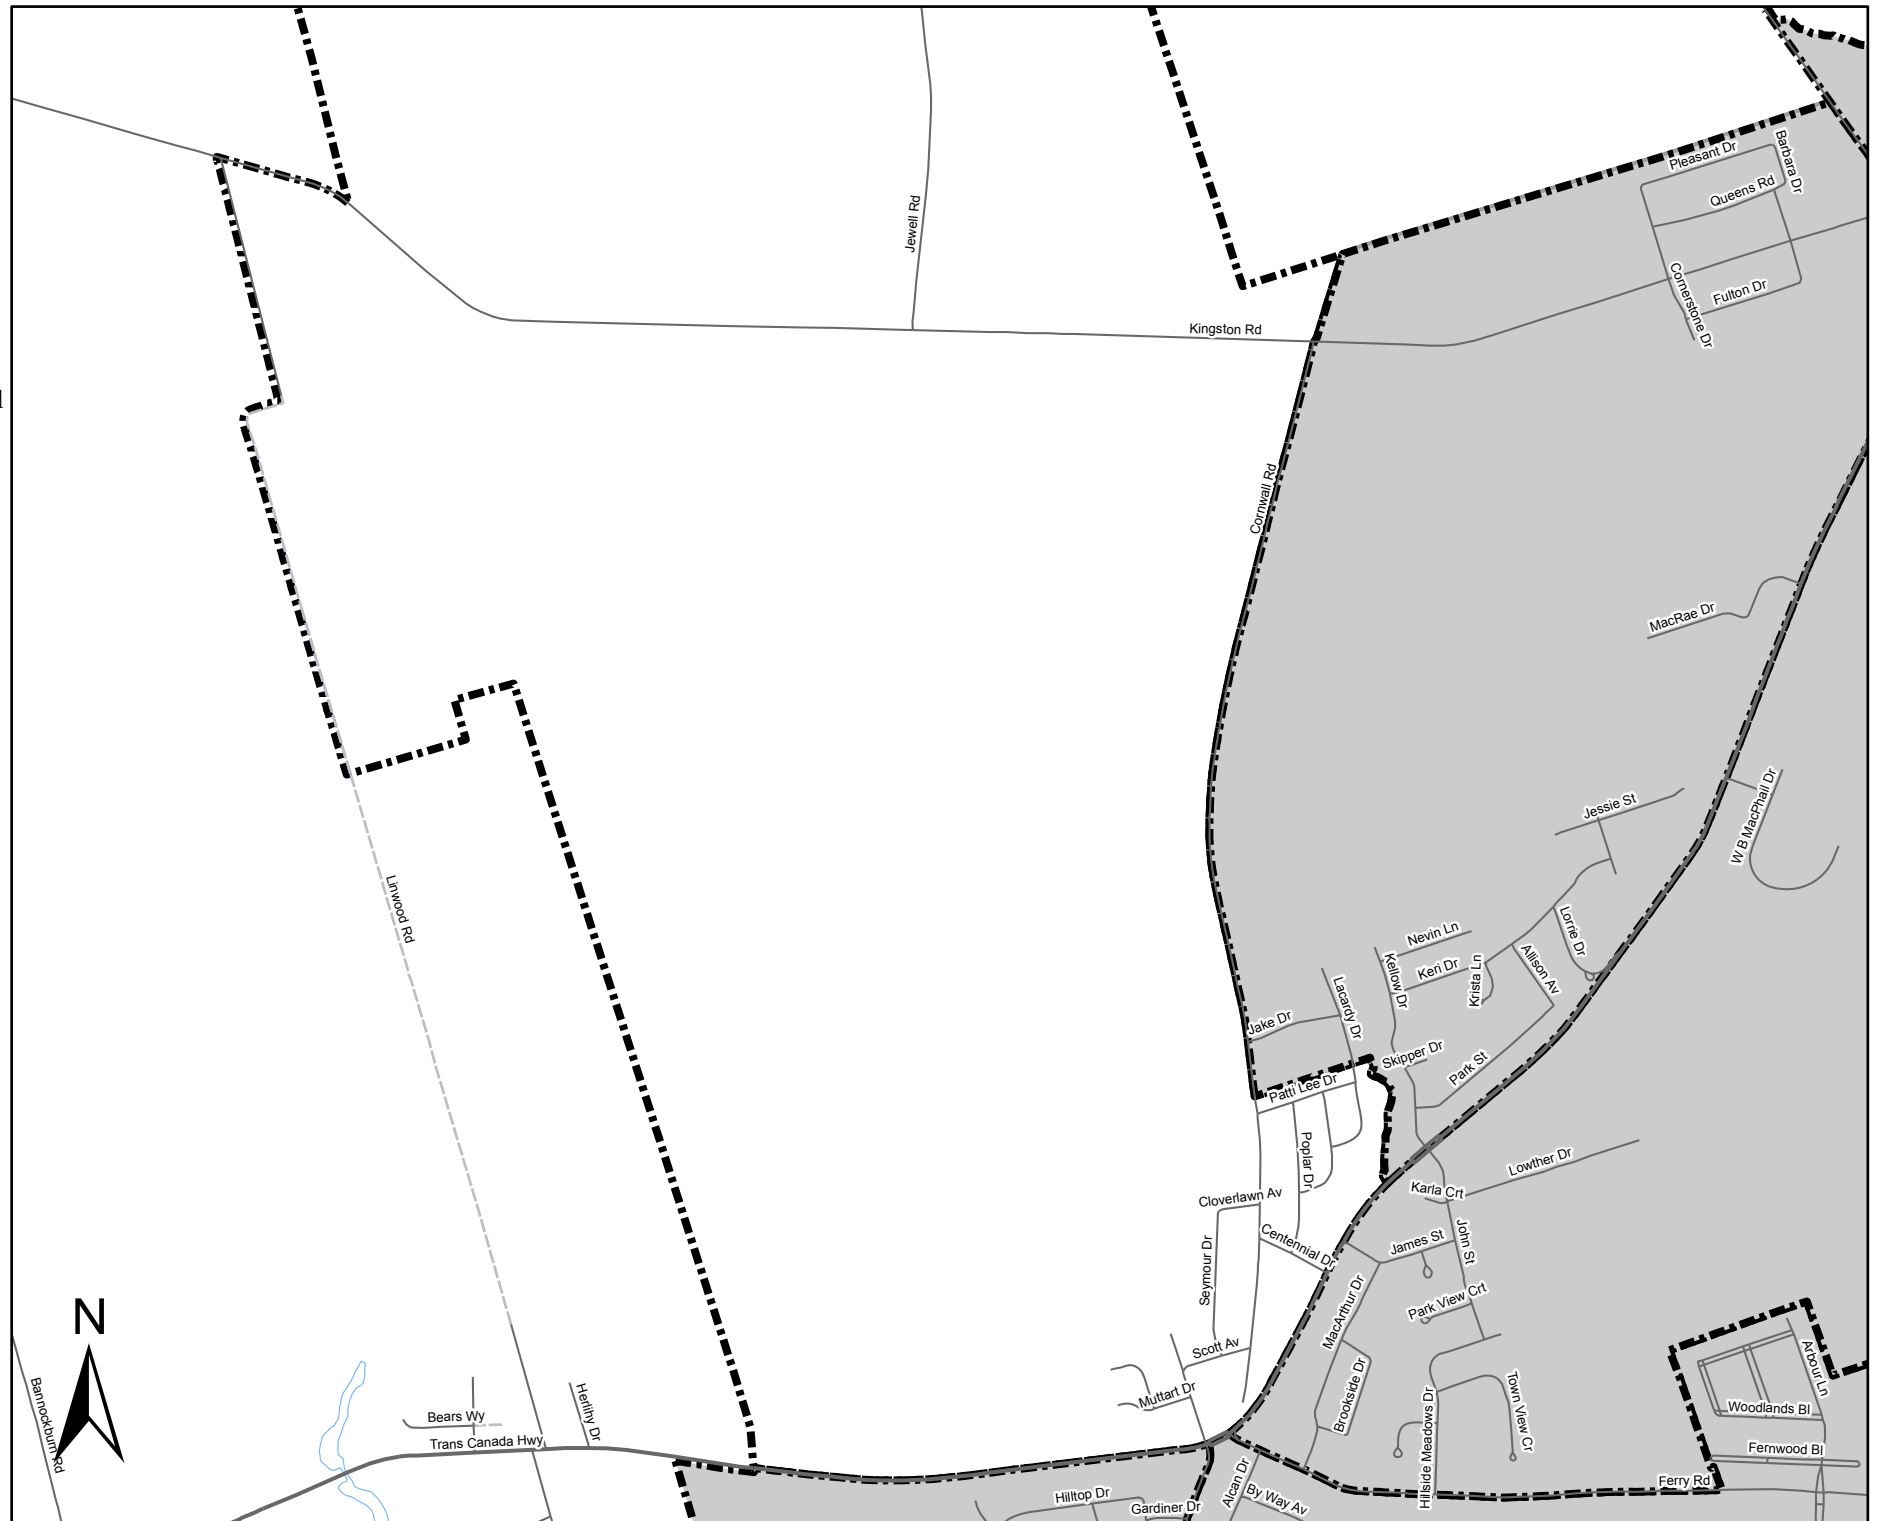 Pleasant Dr
Barbara Dr
Queens Rd
Jewell Rd
Cornerstone Dr
Fulton Dr
Kingston Rd
Cornwall Rd
MacRae Dr
W B MacPhail Dr
Jessie St
Linwood Rd
Lorrie Dr
Nevin Ln
Allison Av
Kellow Dr
Keri Dr
Krista Ln
Lacardy Dr
Jake Dr
Skipper Dr
Park St
Patti Lee Dr
Poplar Dr
Lowther Dr
Karla Crt
Cloverlawn Av
Centennial Dr
John St
James St
Seymour Dr
MacArthur Dr
Park View Crt
N
Scott Av
Brookside Dr
Arbour Ln
Town View Cr
Bannockburn Rd
Herlihy Dr
Muttart Dr
Hillside Meadows Dr
Woodlands Bl
Bears Wy
Trans Canada Hwy
Fernwood Bl
Alcan Dr
Ferry Rd
By Way Av
Hilltop Dr
Gardiner Dr